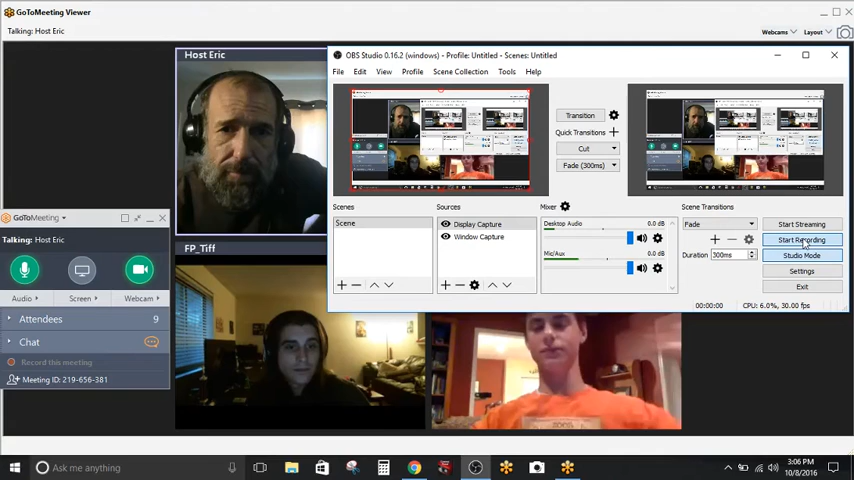 GoToMeeting Viewer
Talking: Host Eric
Webcams
Layout
Host Eric
OBS Studio 0.16.2 (windows) - Profile: Untitled - Scenes: Untitled
File Edit View Profile Scene Collection Tools Help
Transition
Quick Transitions
Cut
Fade (300ms)
Scenes
Sources
Mixer
Scene Transitions
Scene
Display Capture
Window Capture
Desktop Audio 0.0 dB
Mic/Aux 0.0 dB
Fade
Duration 300ms
Start Streaming
Start Recording
Studio Mode
Settings
Exit
00:00:00 CPU: 6.0%, 30.00 fps
GoToMeeting
Talking: Host Eric
Audio Screen Webcam
Attendees 9
Chat
Record this meeting
Meeting ID: 219-656-381
FP_Tiff
Ask me anything
3:06 PM
10/8/2016